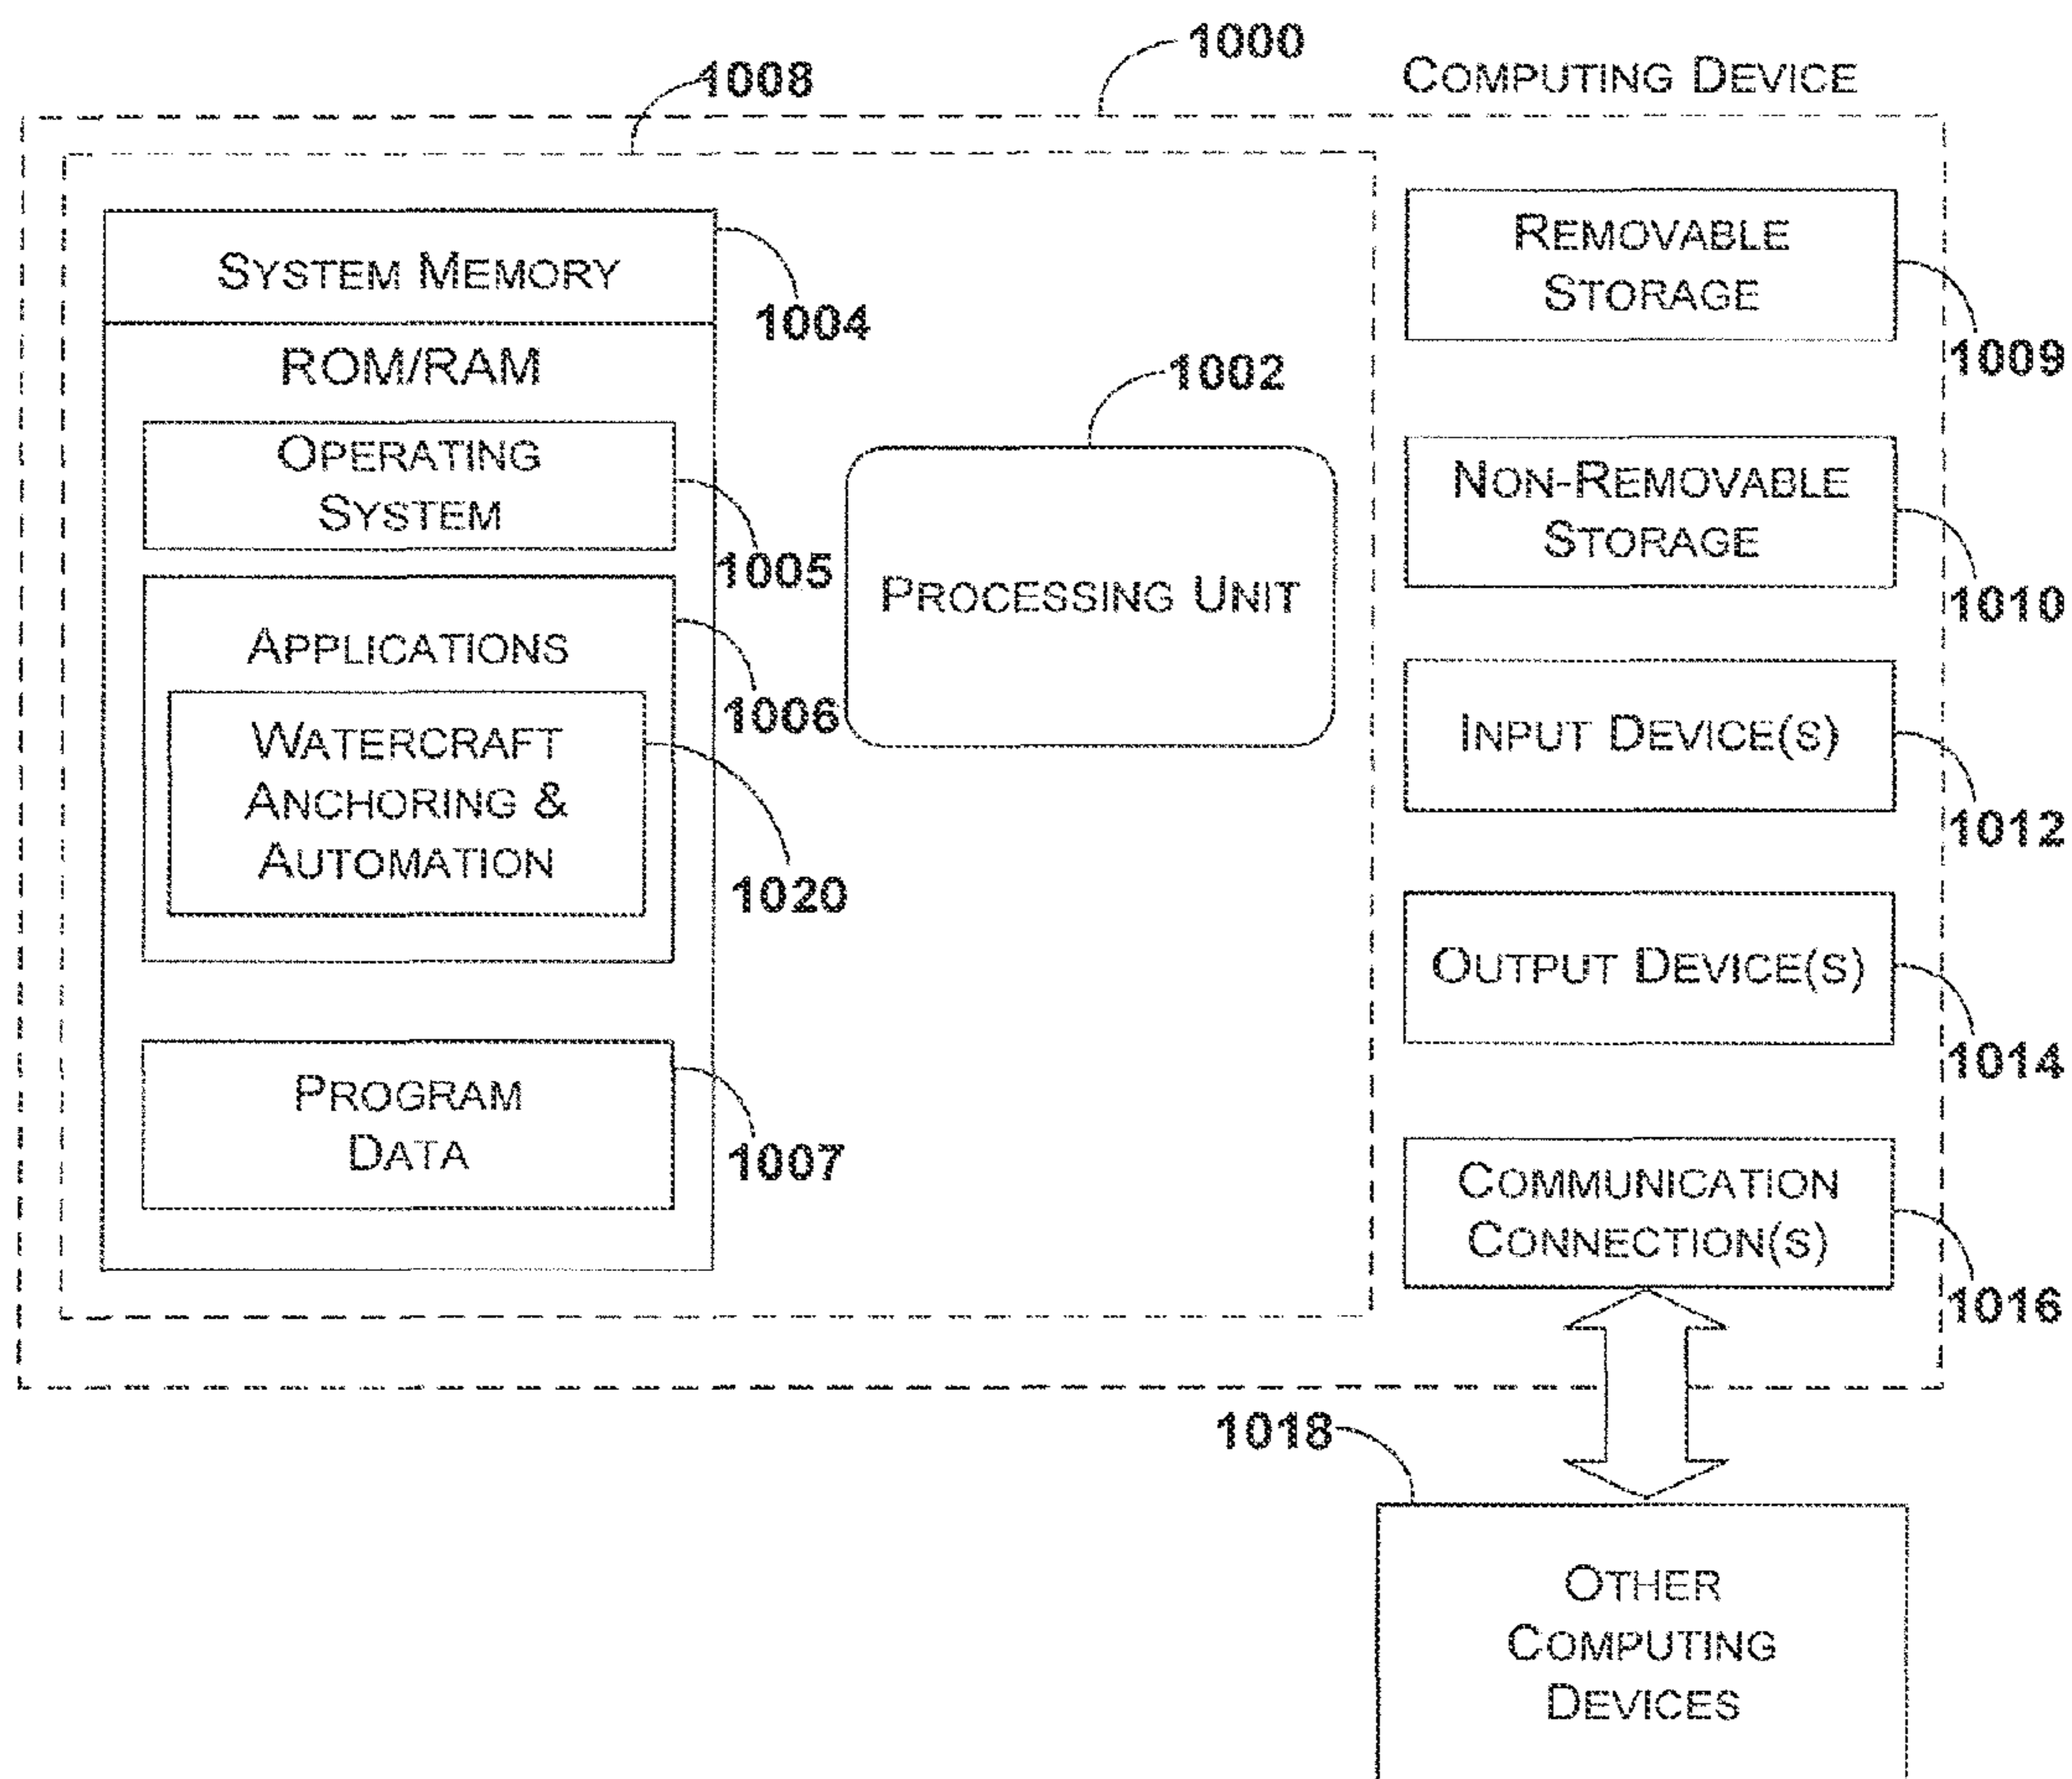 1000
COMPUTING DEVICE
1008
SYSTEM MEMORY
1004
ROM/RAM
OPERATING
SYSTEM
1005
APPLICATIONS
1006
WATERCRAFT
ANCHORING &
AUTOMATION
1020
PROGRAM
DATA
1007
1002
PROCESSING UNIT
REMOVABLE
STORAGE
1009
NON-REMOVABLE
STORAGE
1010
INPUT DEVICE(S)
1012
OUTPUT DEVICE(S)
1014
COMMUNICATION
CONNECTION(S)
1016
1018
OTHER
COMPUTING
DEVICES